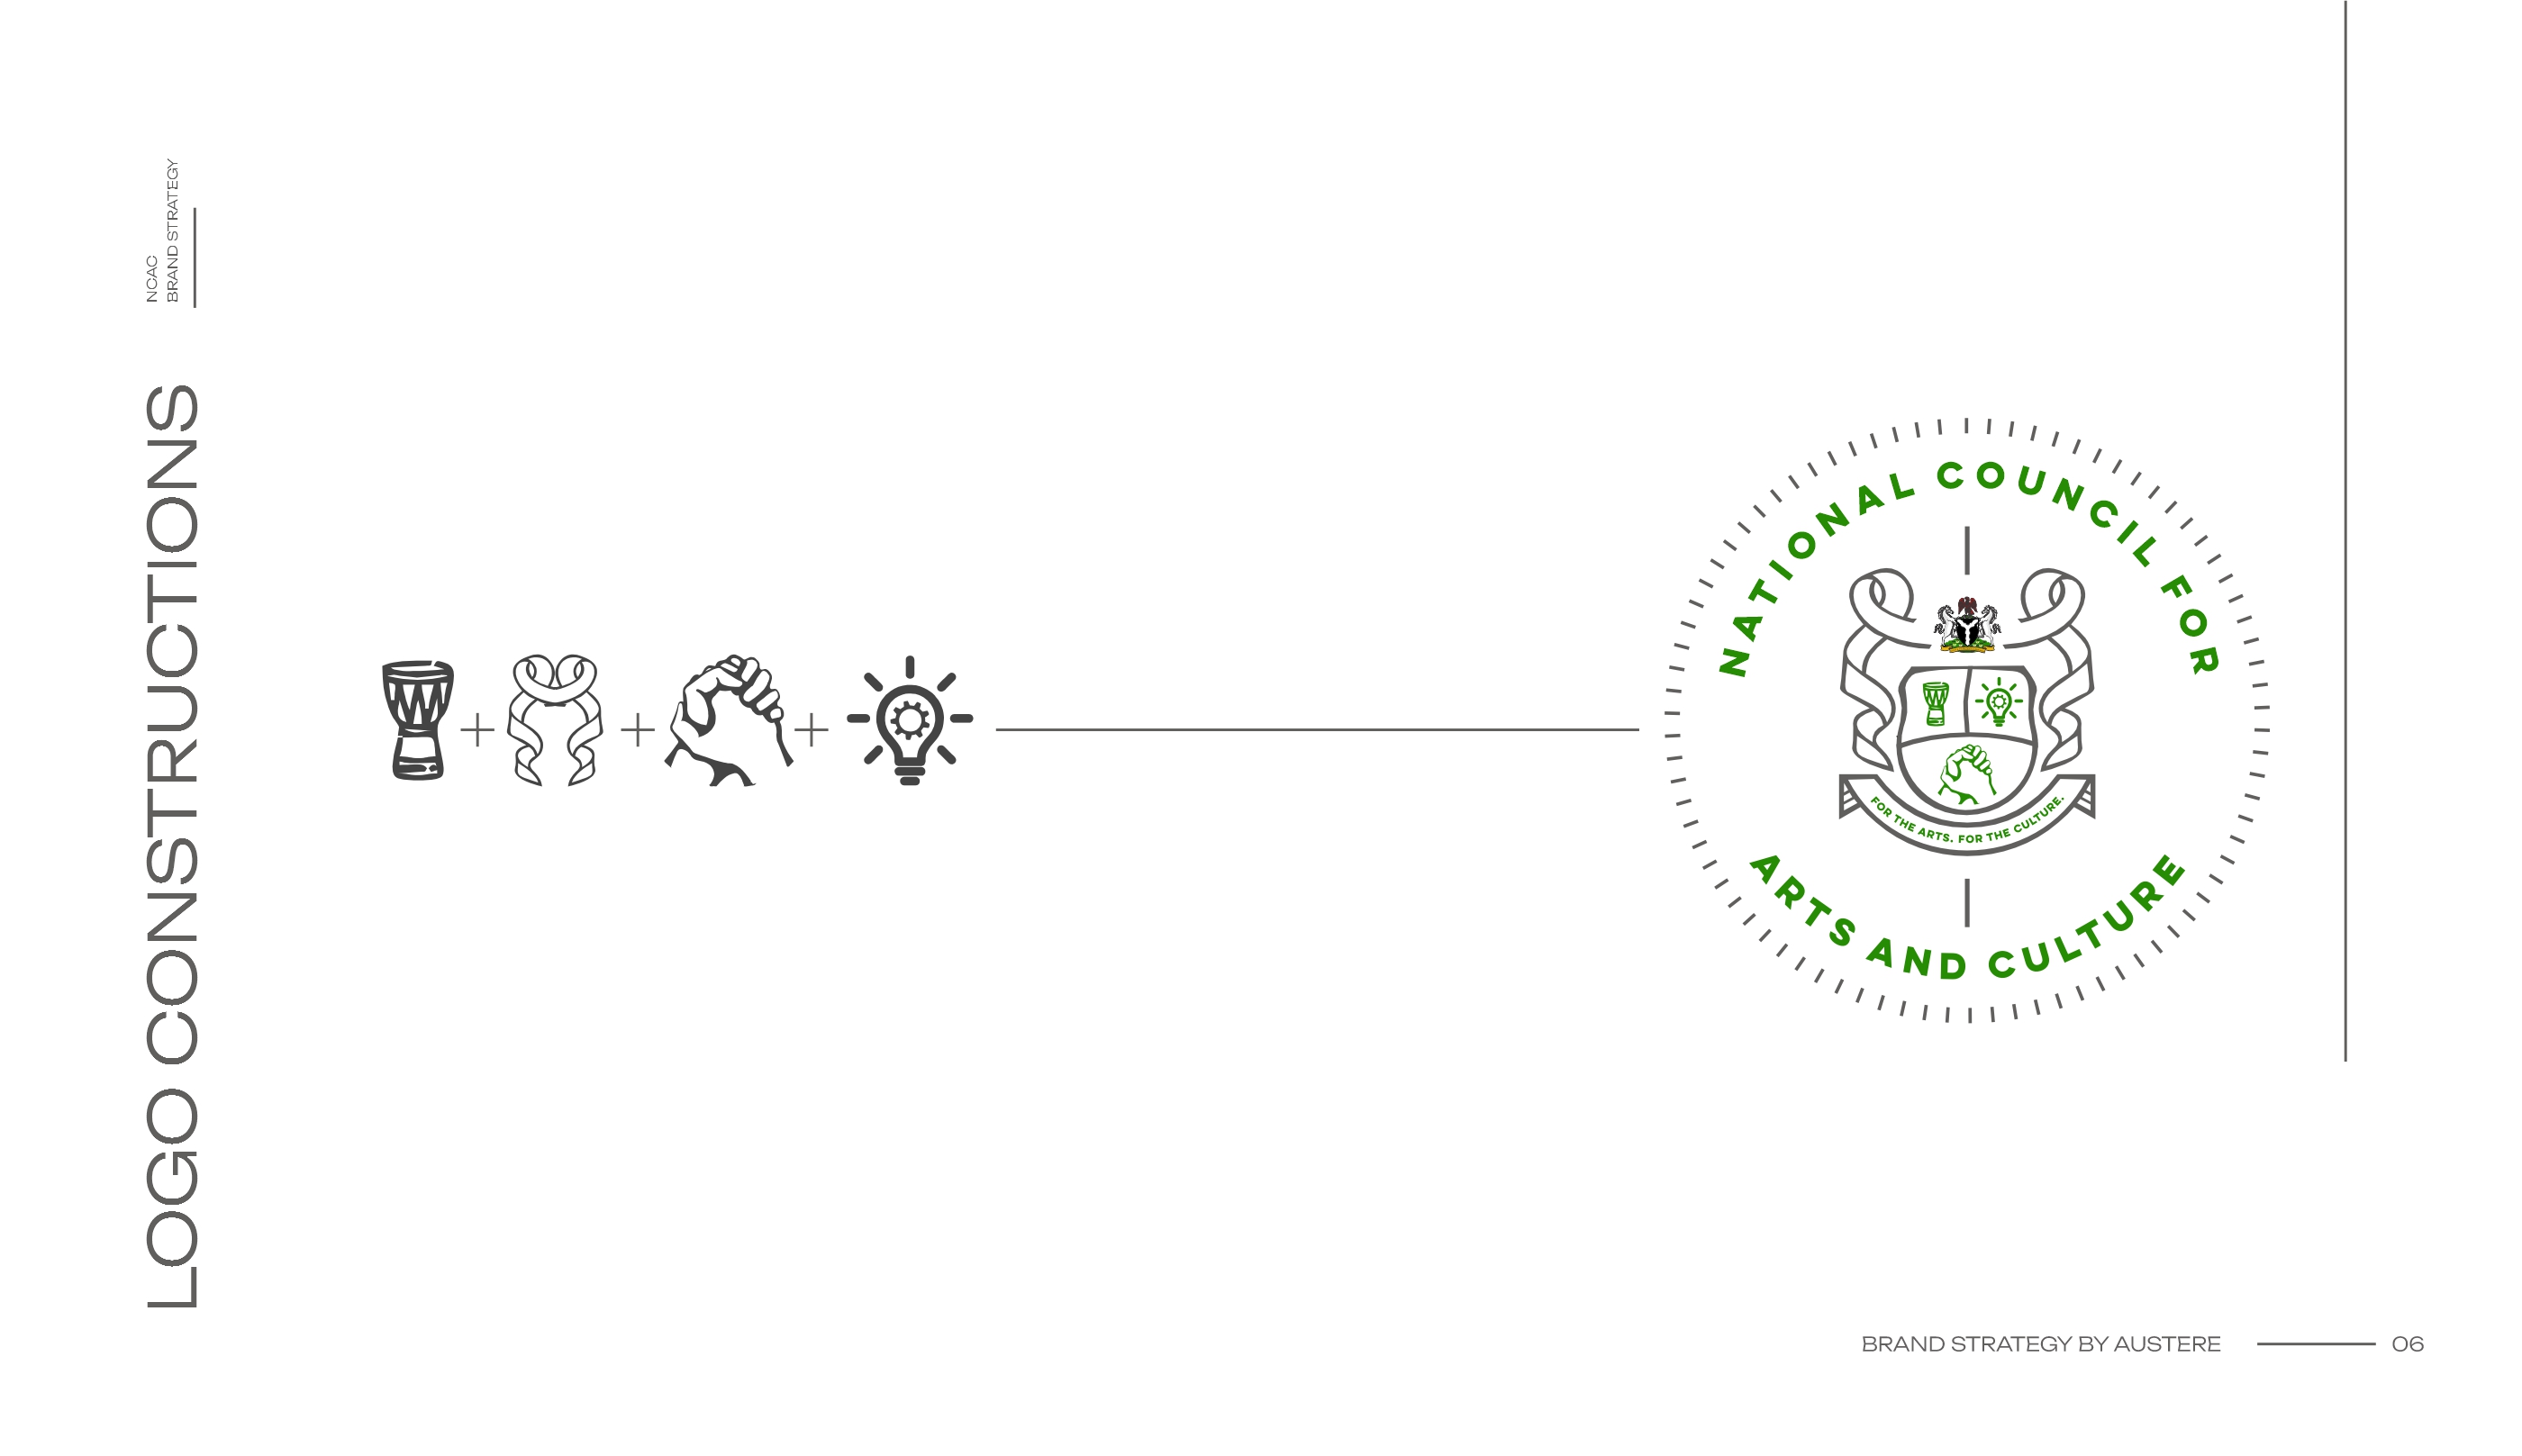 NCAC
BRAND STRATEGY
LOGO CONSTRUCTIONS
NATIONAL COUNCIL FOR
FOR THE ARTS. FOR THE CULTURE.
ARTS AND CULTURE
BRAND STRATEGY BY AUSTERE
06